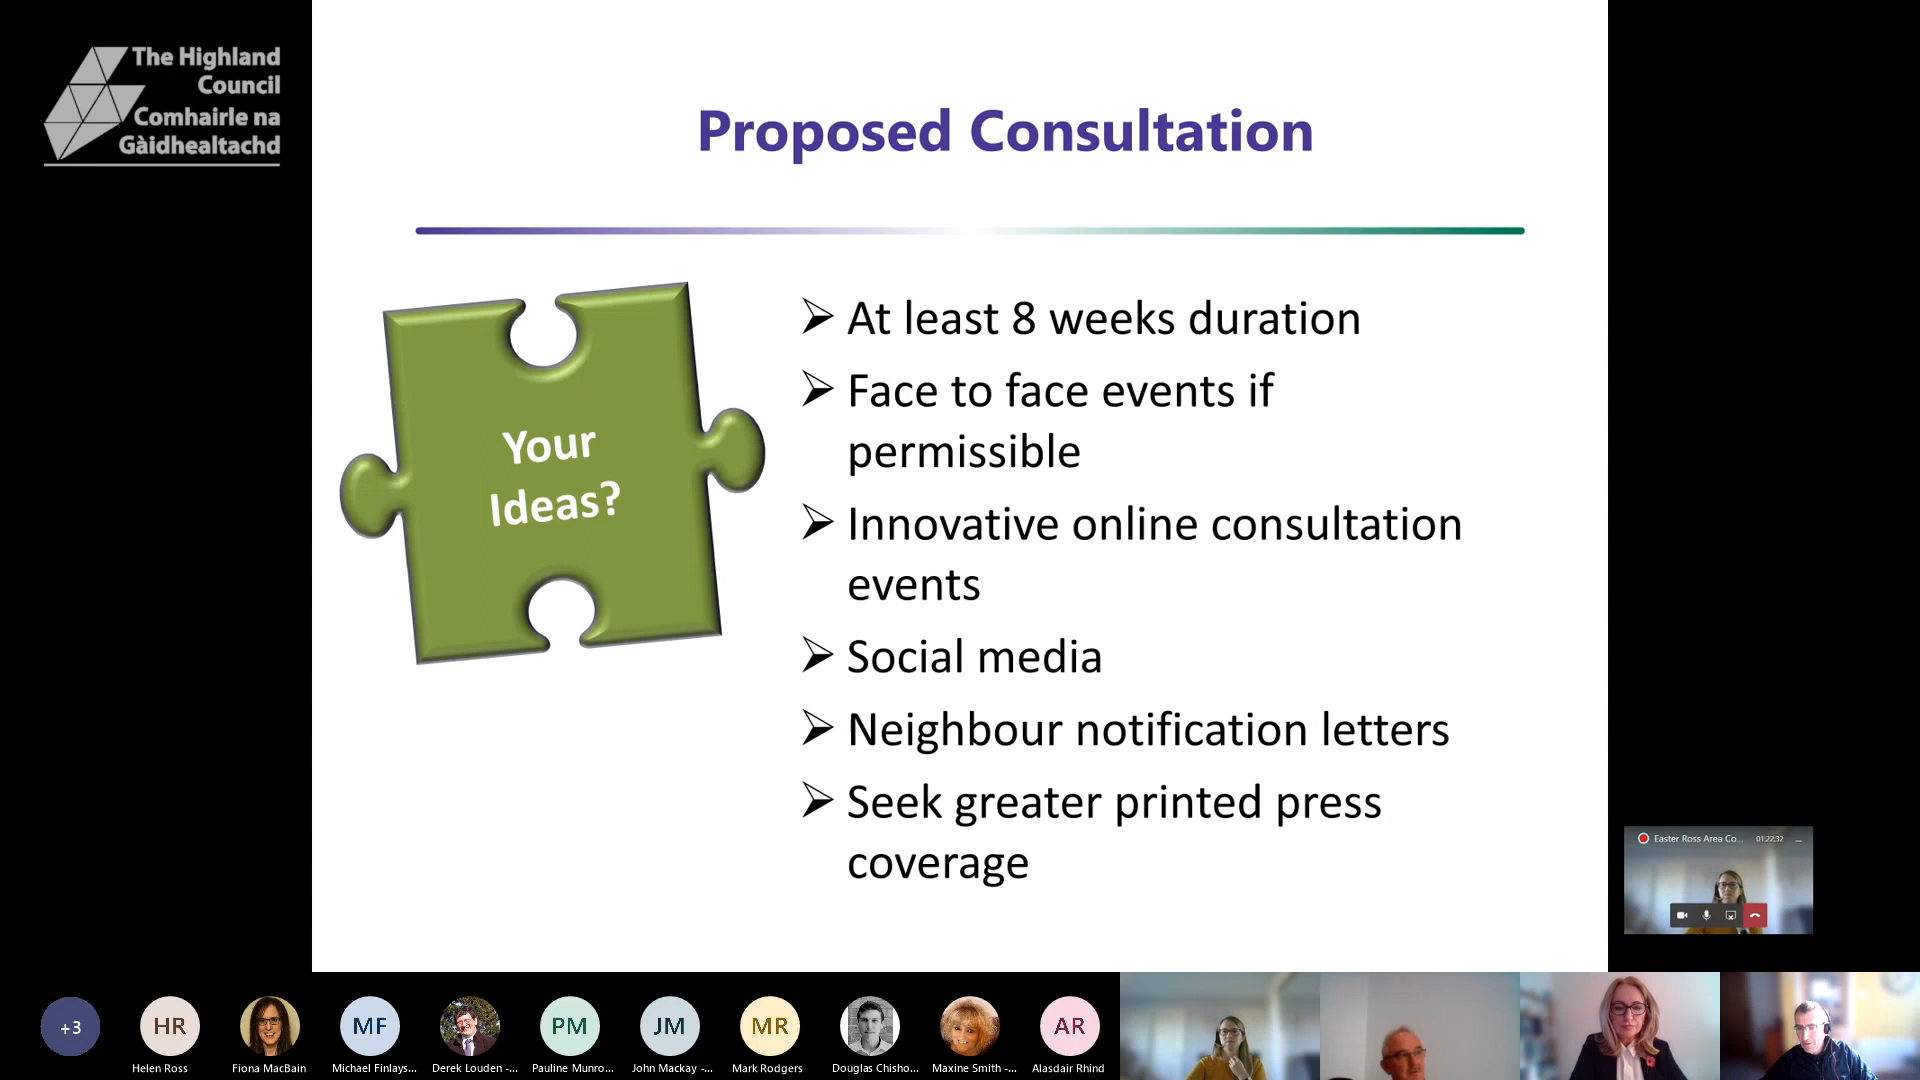 The Highland
Council
Comhairle na
Gàidhealtachd
Proposed Consultation
Your
Ideas?
At least 8 weeks duration
Face to face events if
permissible
Innovative online consultation
events
Social media
Neighbour notification letters
Seek greater printed press
coverage
Easter Ross Area Co... 01:22:32
+3
HR
MF
PM
JM
MR
AR
Helen Ross
Fiona MacBain
Michael Finlays...
Derek Louden -...
Pauline Munro...
John Mackay -...
Mark Rodgers
Douglas Chisho...
Maxine Smith -...
Alasdair Rhind